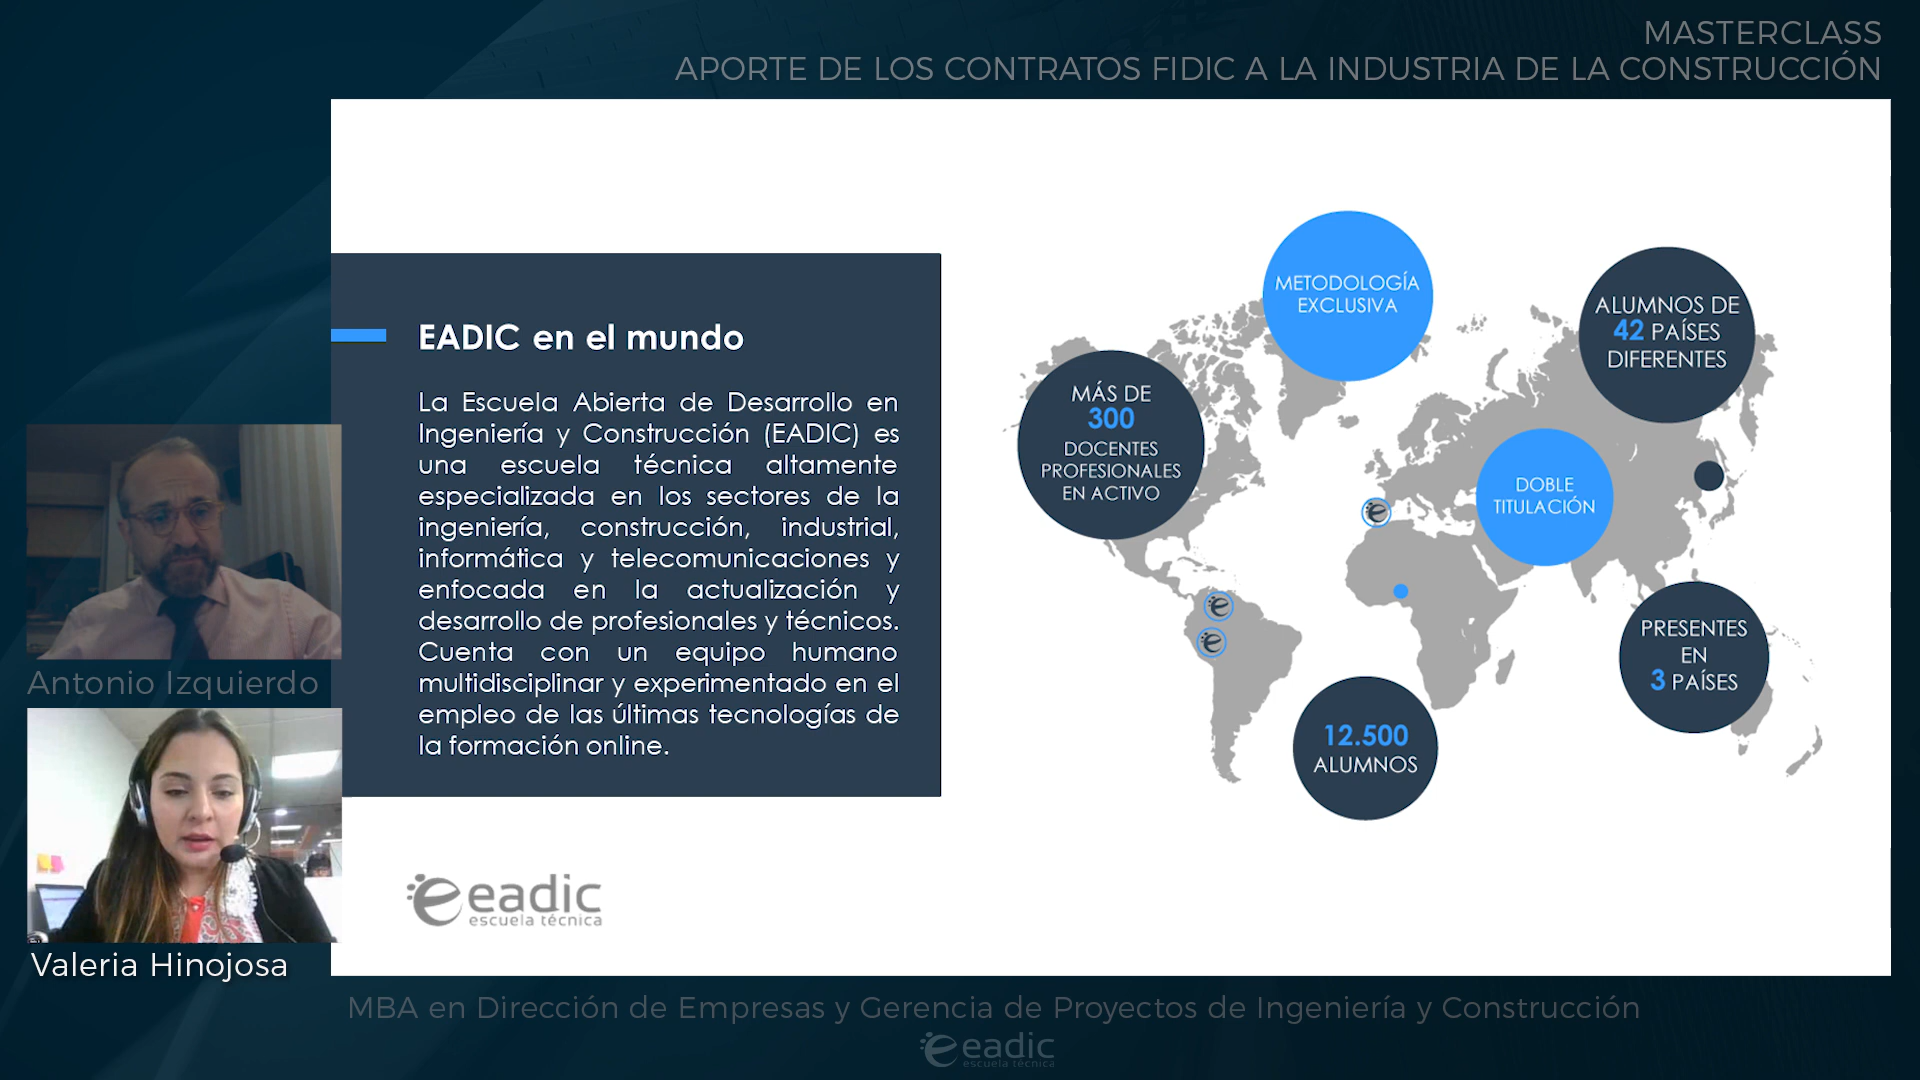 MASTERCLASS
APORTE DE LOS CONTRATOS FIDIC A LA INDUSTRIA DE LA CONSTRUCCIÓN
EADIC en el mundo
La Escuela Abierta de Desarrollo en
Ingeniería y Construcción (EADIC) es
una escuela técnica altamente
especializada en los sectores de la
ingeniería, construcción, industrial,
informática y telecomunicaciones y
enfocada en la actualización y
desarrollo de profesionales y técnicos.
Cuenta con un equipo humano
multidisciplinar y experimentado en el
empleo de las últimas tecnologías de
la formación online.
METODOLOGÍA
EXCLUSIVA
ALUMNOS DE
42 PAÍSES
DIFERENTES
MÁS DE
300
DOCENTES
PROFESIONALES
EN ACTIVO
DOBLE
TITULACIÓN
PRESENTES
EN
3 PAÍSES
12.500
ALUMNOS
Antonio Izquierdo
Valeria Hinojosa
eadic
escuela técnica
MBA en Dirección de Empresas y Gerencia de Proyectos de Ingeniería y Construcción
eadic
escuela técnica